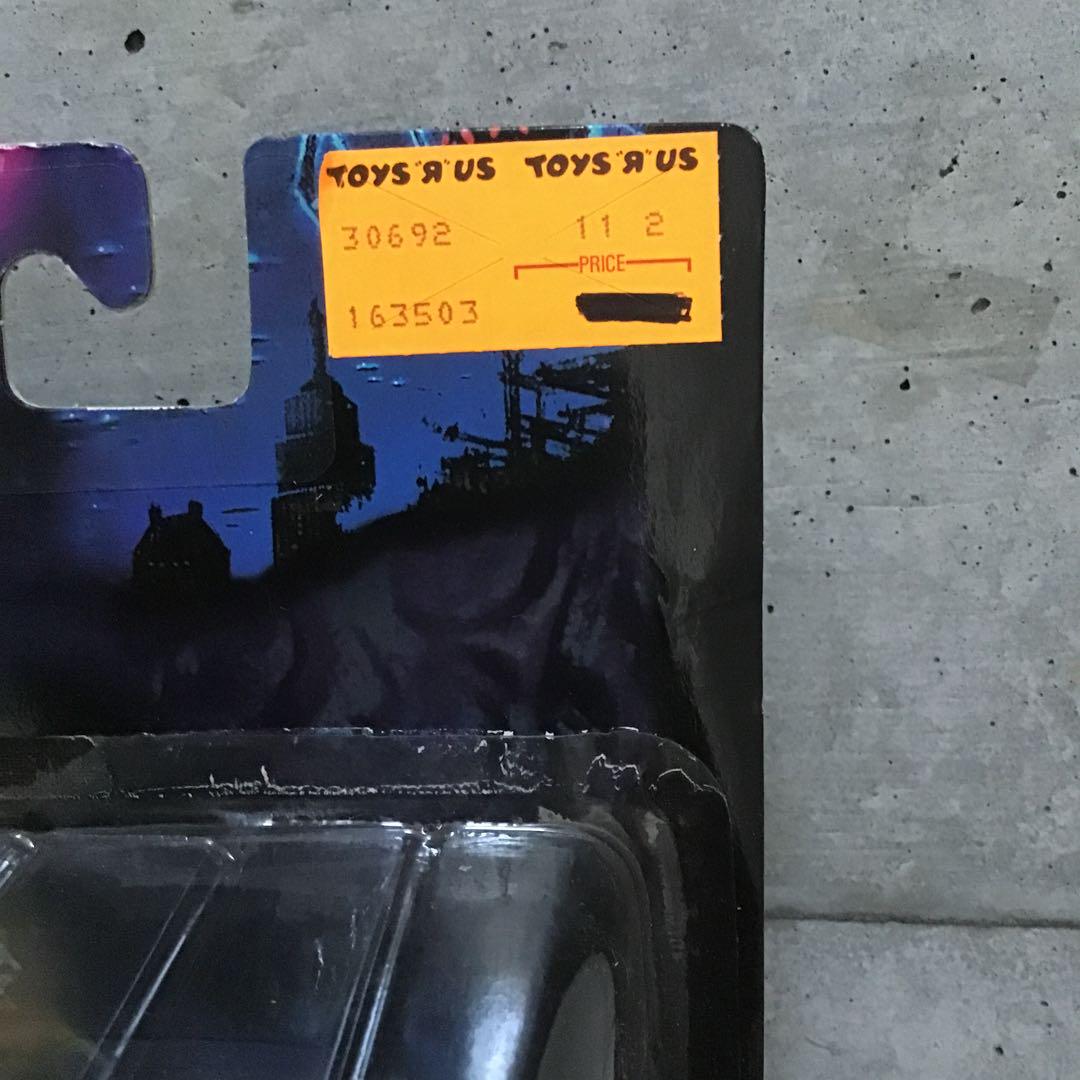 TOYS "Я" US TOYS "Я" US
30692 11 2
PRICE
163503